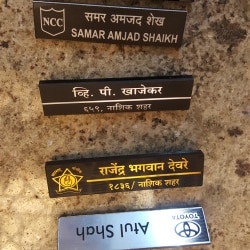 NCC
समर अमजद शेख
SAMAR AMJAD SHAIKH
व्हि. पी. खाजेकर
६५९, नाशिक शहर
राजेंद्र भगवान देवरे
१८३६/ नाशिक शहर
Atul Shah
TOYOTA